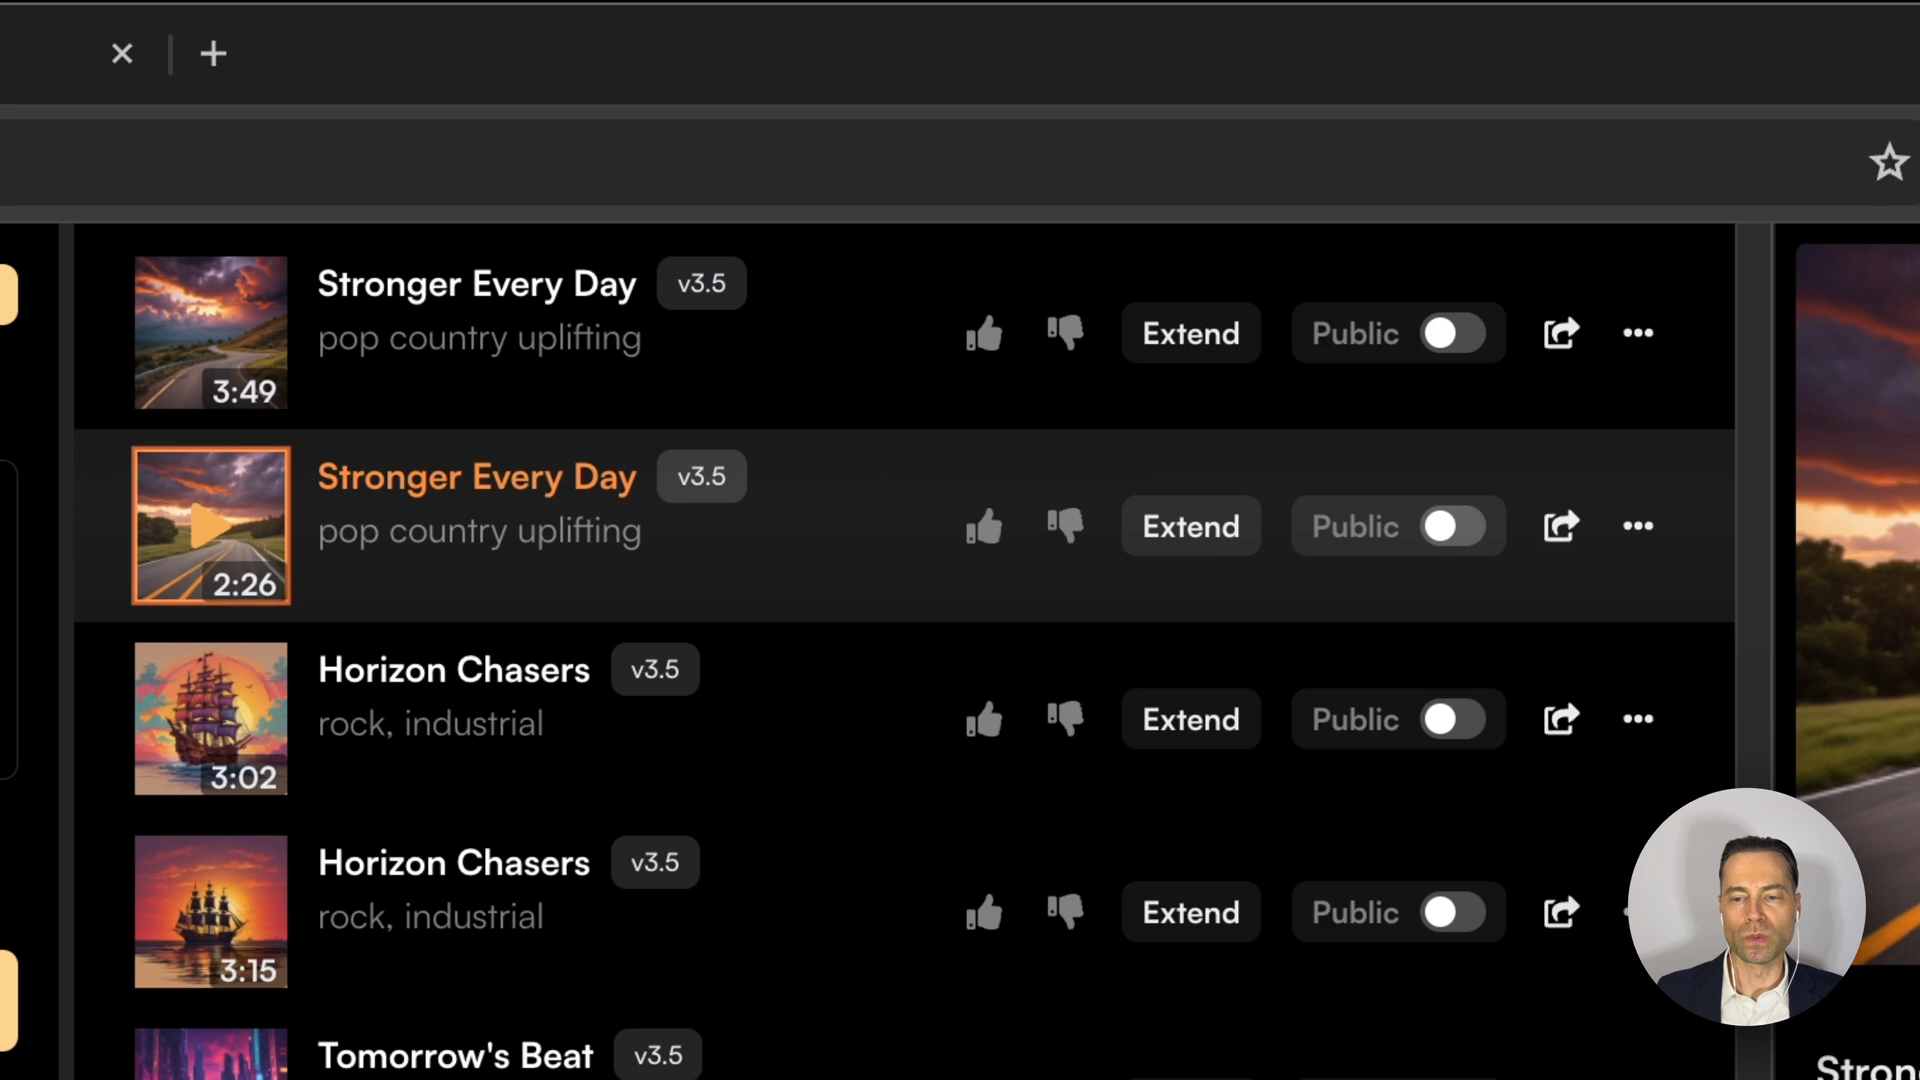 Stronger Every Day v3.5
pop country uplifting
3:49
Extend
Public
Stronger Every Day v3.5
pop country uplifting
2:26
Extend
Public
Horizon Chasers v3.5
rock, industrial
3:02
Extend
Public
Horizon Chasers v3.5
rock, industrial
3:15
Extend
Public
Tomorrow's Beat v3.5
Stron